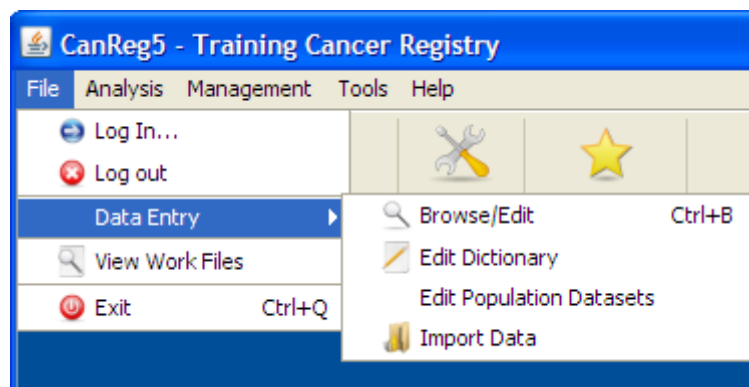 CanReg5 - Training Cancer Registry
File Analysis Management Tools Help
Log In...
Log out
Data Entry
View Work Files
Exit Ctrl+Q
Browse/Edit Ctrl+B
Edit Dictionary
Edit Population Datasets
Import Data